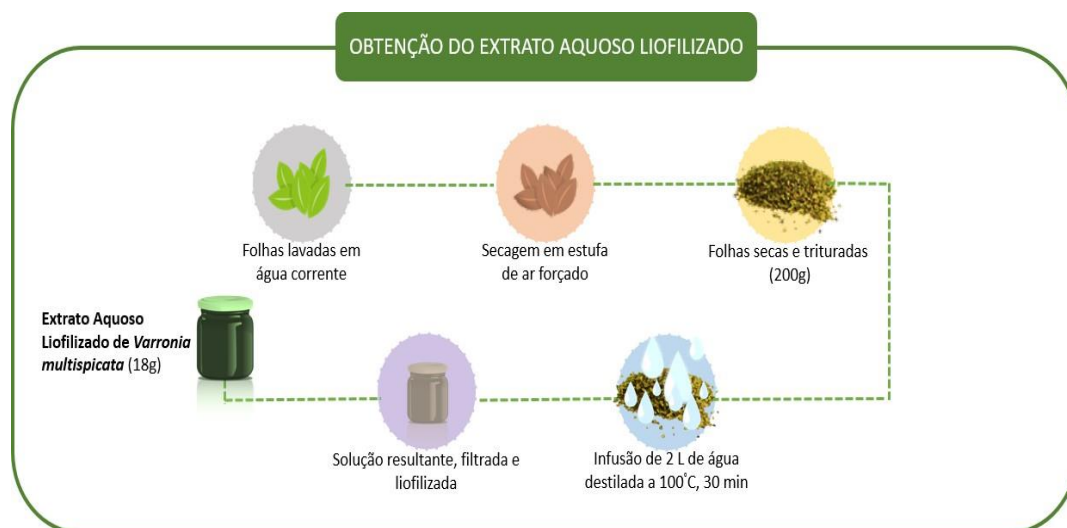 OBTENÇÃO DO EXTRATO AQUOSO LIOFILIZADO
Folhas lavadas em
água corrente
Secagem em estufa
de ar forçado
Folhas secas e trituradas
(200g)
Infusão de 2 L de água
destilada a 100°C, 30 min
Solução resultante, filtrada e
liofilizada
Extrato Aquoso
Liofilizado de Varronia
multispicata (18g)